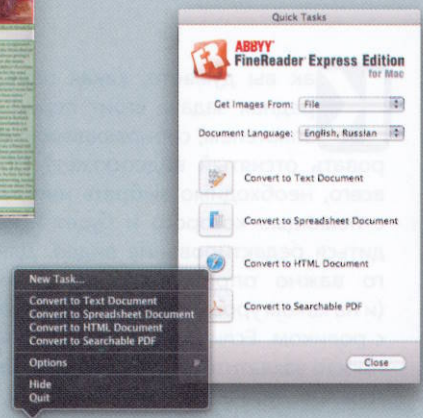 Quick Tasks
ABBYY
FineReader Express Edition
for Mac
Get Images From: File
Document Language: English, Russian
Convert to Text Document
Convert to Spreadsheet Document
Convert to HTML Document
Convert to Searchable PDF
Close
New Task...
Convert to Text Document
Convert to Spreadsheet Document
Convert to HTML Document
Convert to Searchable PDF
Options
Hide
Quit